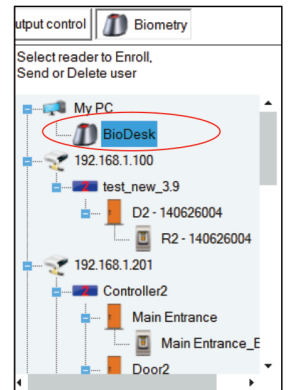 utput control Biometry
Select reader to Enroll,
Send or Delete user
My PC
BioDesk
192.168.1.100
test_new_3.9
D2 - 140626004
R2 - 140626004
192.168.1.201
Controller2
Main Entrance
Main Entrance_E
Door2